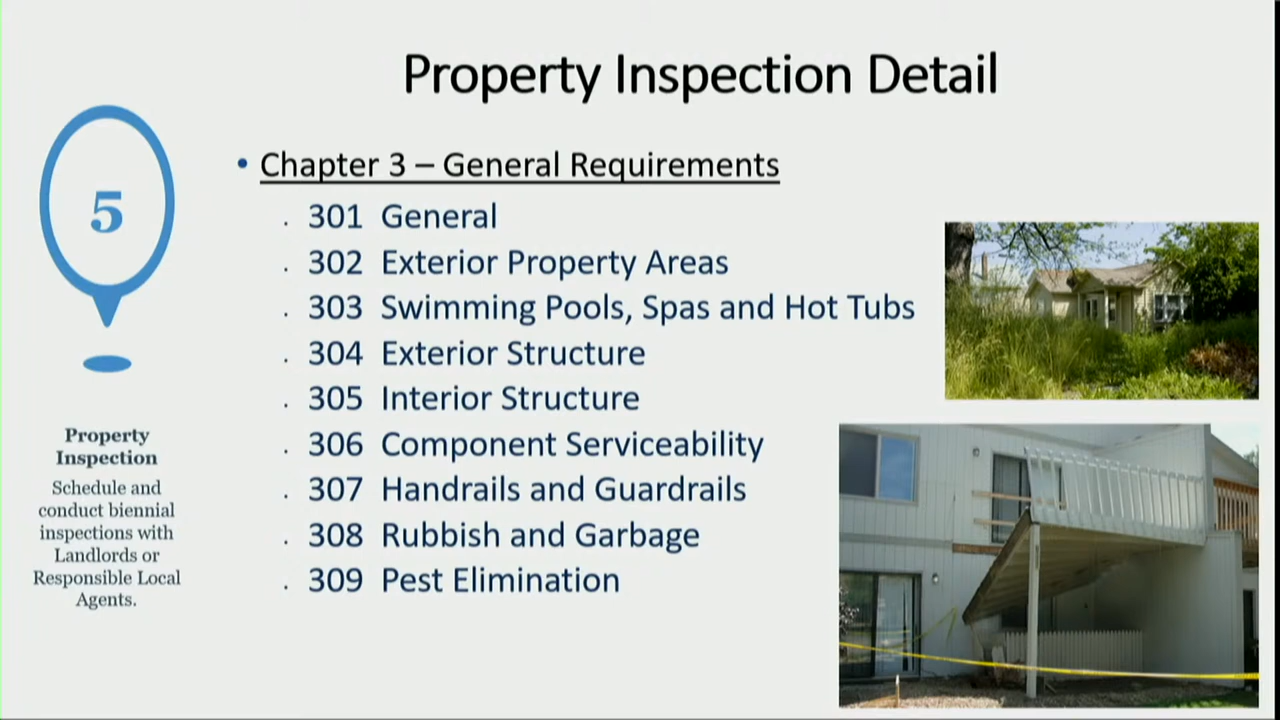 Property Inspection Detail
5
Property
Inspection
Schedule and
conduct biennial
inspections with
Landlords or
Responsible Local
Agents.
• Chapter 3 – General Requirements
. 301 General
. 302 Exterior Property Areas
. 303 Swimming Pools, Spas and Hot Tubs
. 304 Exterior Structure
. 305 Interior Structure
. 306 Component Serviceability
. 307 Handrails and Guardrails
. 308 Rubbish and Garbage
. 309 Pest Elimination